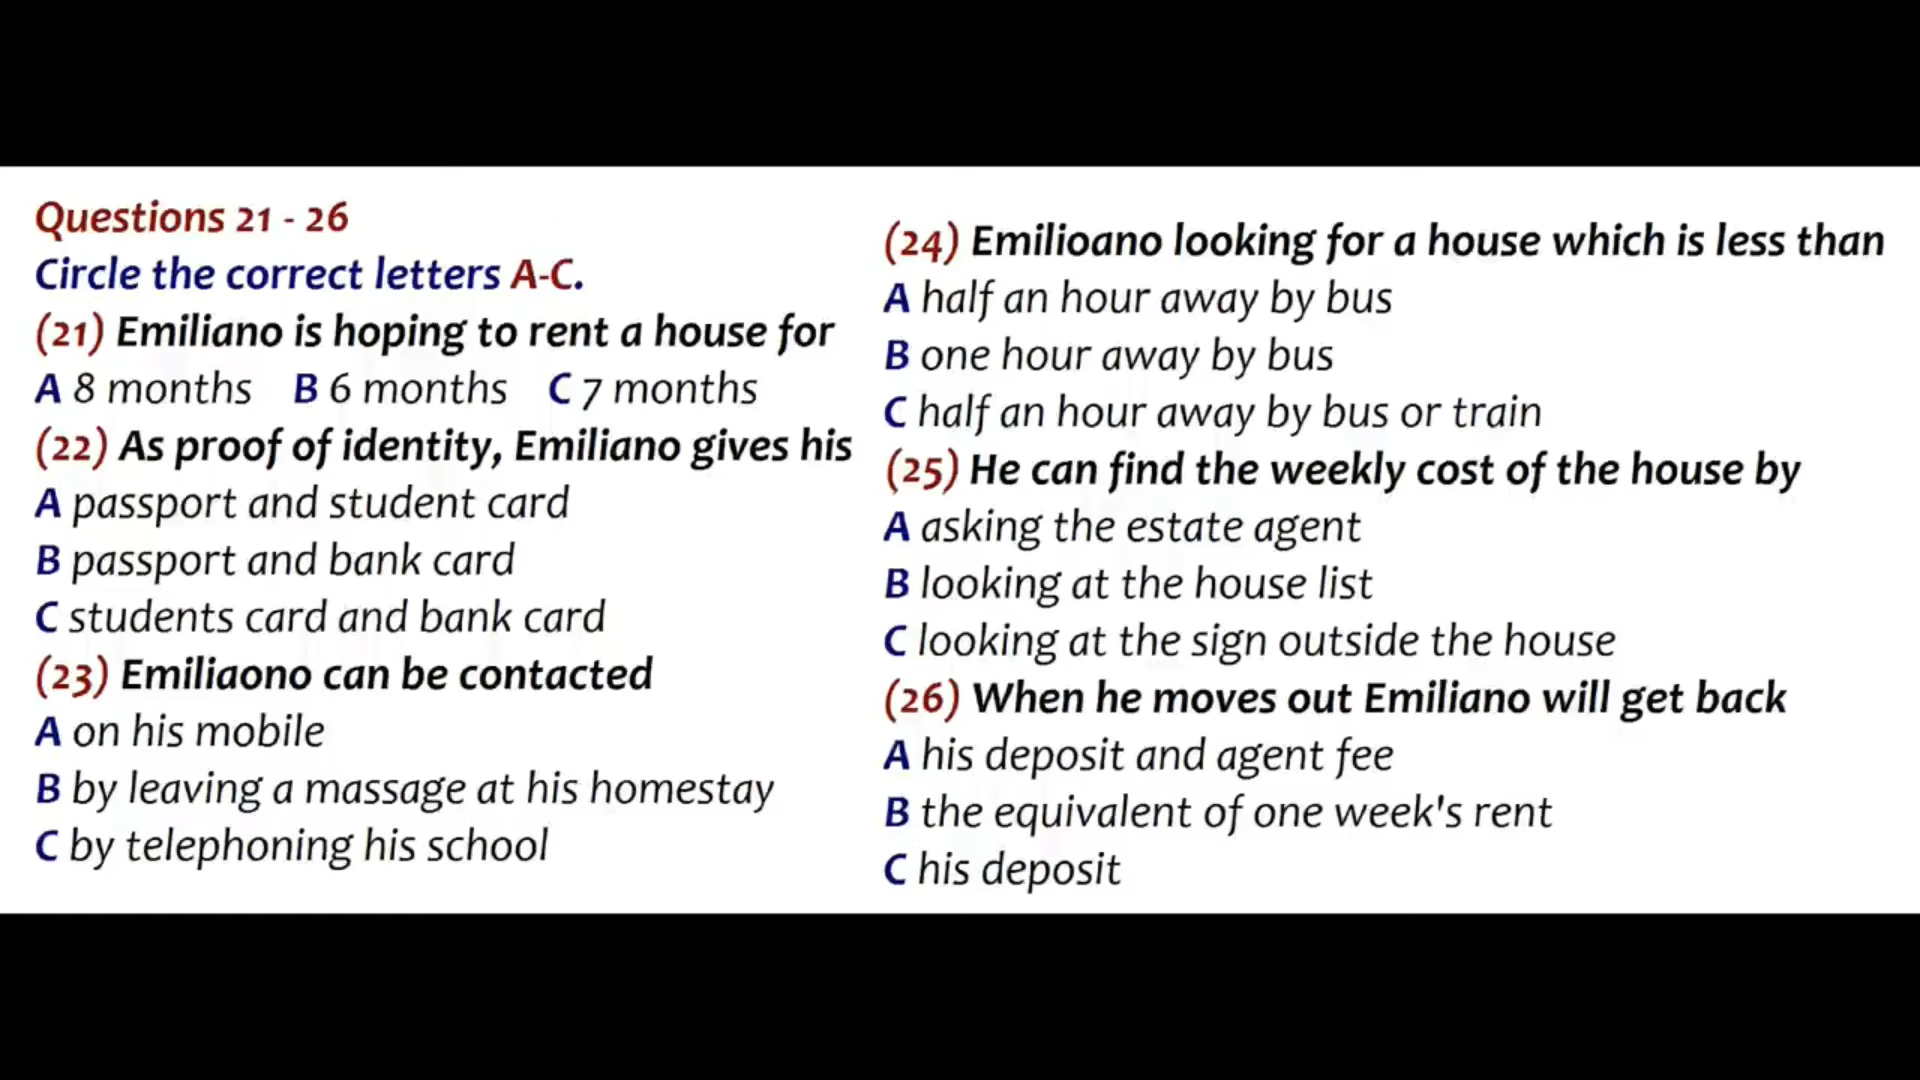 Questions 21 - 26
Circle the correct letters A-C.
(21) Emiliano is hoping to rent a house for
A 8 months B 6 months C 7 months
(22) As proof of identity, Emiliano gives his
A passport and student card
B passport and bank card
C students card and bank card
(23) Emiliaono can be contacted
A on his mobile
B by leaving a massage at his homestay
C by telephoning his school
(24) Emilioano looking for a house which is less than
A half an hour away by bus
B one hour away by bus
C half an hour away by bus or train
(25) He can find the weekly cost of the house by
A asking the estate agent
B looking at the house list
C looking at the sign outside the house
(26) When he moves out Emiliano will get back
A his deposit and agent fee
B the equivalent of one week's rent
C his deposit